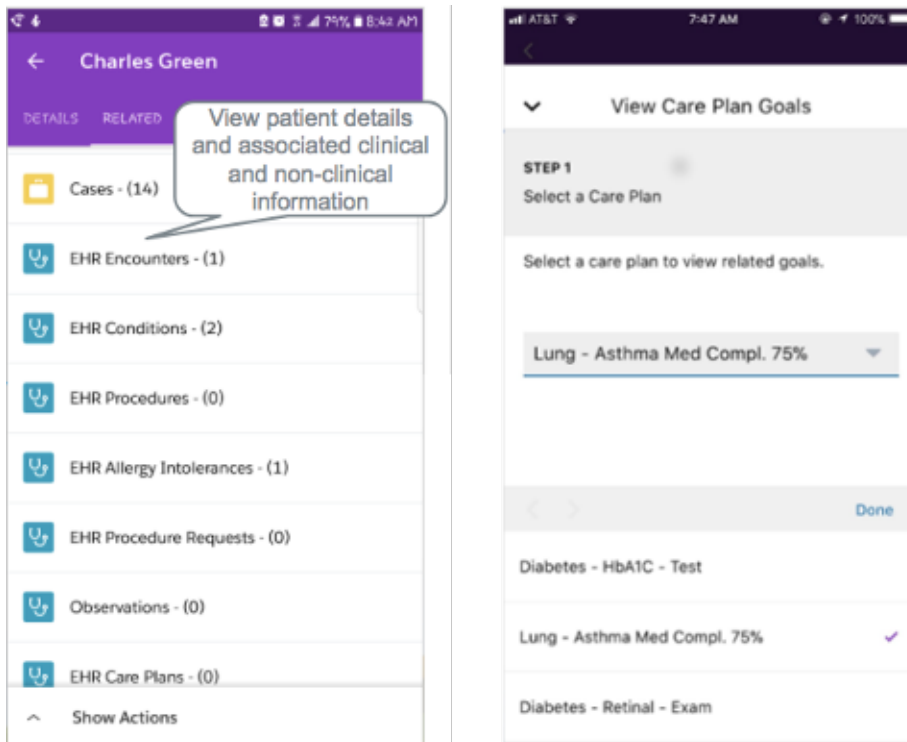 79% 8:42 AM
Charles Green
DETAILS RELATED
View patient details
and associated clinical
and non-clinical
information
Cases - (14)
EHR Encounters - (1)
EHR Conditions - (2)
EHR Procedures - (0)
EHR Allergy Intolerances - (1)
EHR Procedure Requests - (0)
Observations - (0)
EHR Care Plans - (0)
Show Actions
AT&T 7:47 AM 100%
View Care Plan Goals
STEP 1
Select a Care Plan
Select a care plan to view related goals.
Lung - Asthma Med Compl. 75%
Done
Diabetes - HbA1C - Test
Lung - Asthma Med Compl. 75%
Diabetes - Retinal - Exam